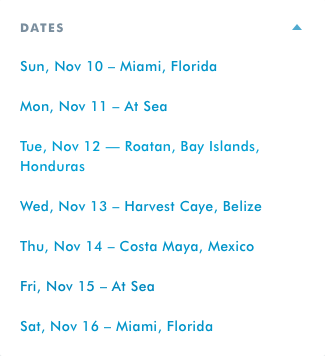 DATES
Sun, Nov 10 – Miami, Florida
Mon, Nov 11 – At Sea
Tue, Nov 12 — Roatan, Bay Islands,
Honduras
Wed, Nov 13 – Harvest Caye, Belize
Thu, Nov 14 – Costa Maya, Mexico
Fri, Nov 15 – At Sea
Sat, Nov 16 – Miami, Florida